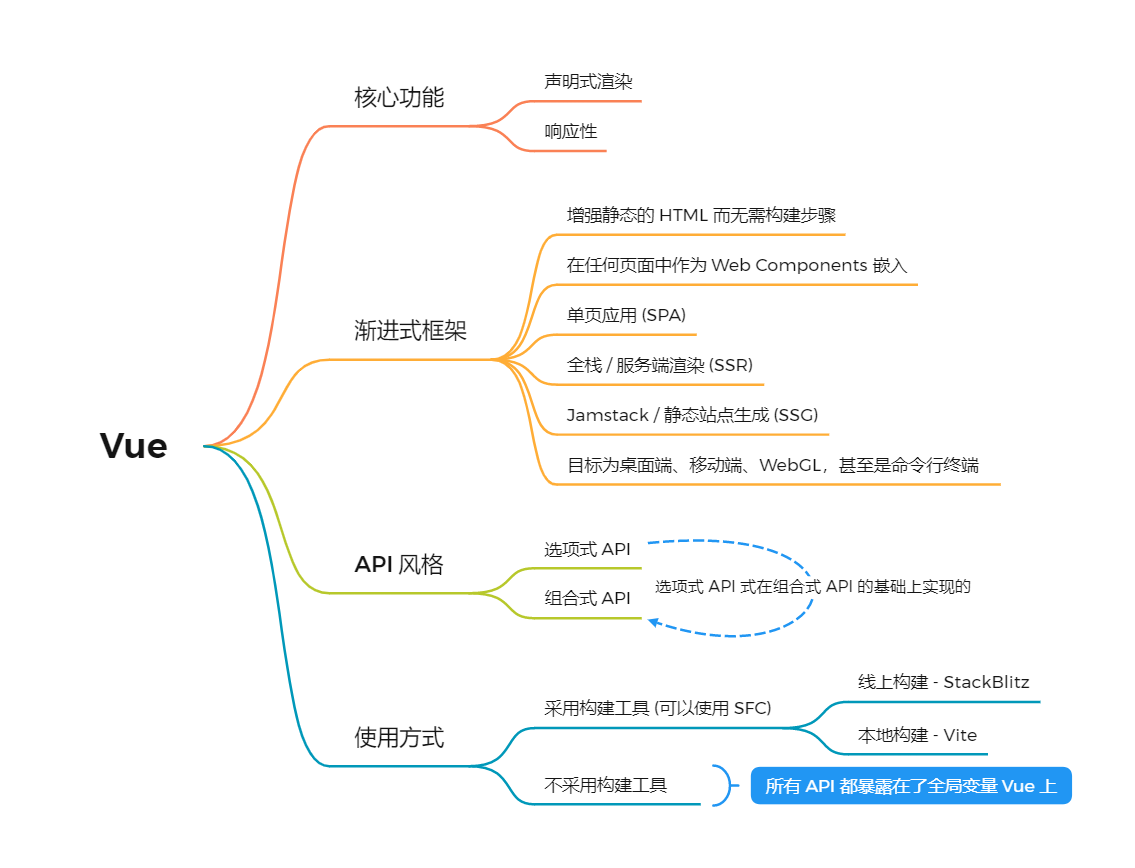 Vue
核心功能
声明式渲染
响应性
渐进式框架
增强静态的 HTML 而无需构建步骤
在任何页面中作为 Web Components 嵌入
单页应用 (SPA)
全栈 / 服务端渲染 (SSR)
Jamstack / 静态站点生成 (SSG)
目标为桌面端、移动端、WebGL，甚至是命令行终端
API 风格
选项式 API
组合式 API
选项式 API 式在组合式 API 的基础上实现的
使用方式
采用构建工具 (可以使用 SFC)
线上构建 - StackBlitz
本地构建 - Vite
不采用构建工具
所有 API 都暴露在了全局变量 Vue 上